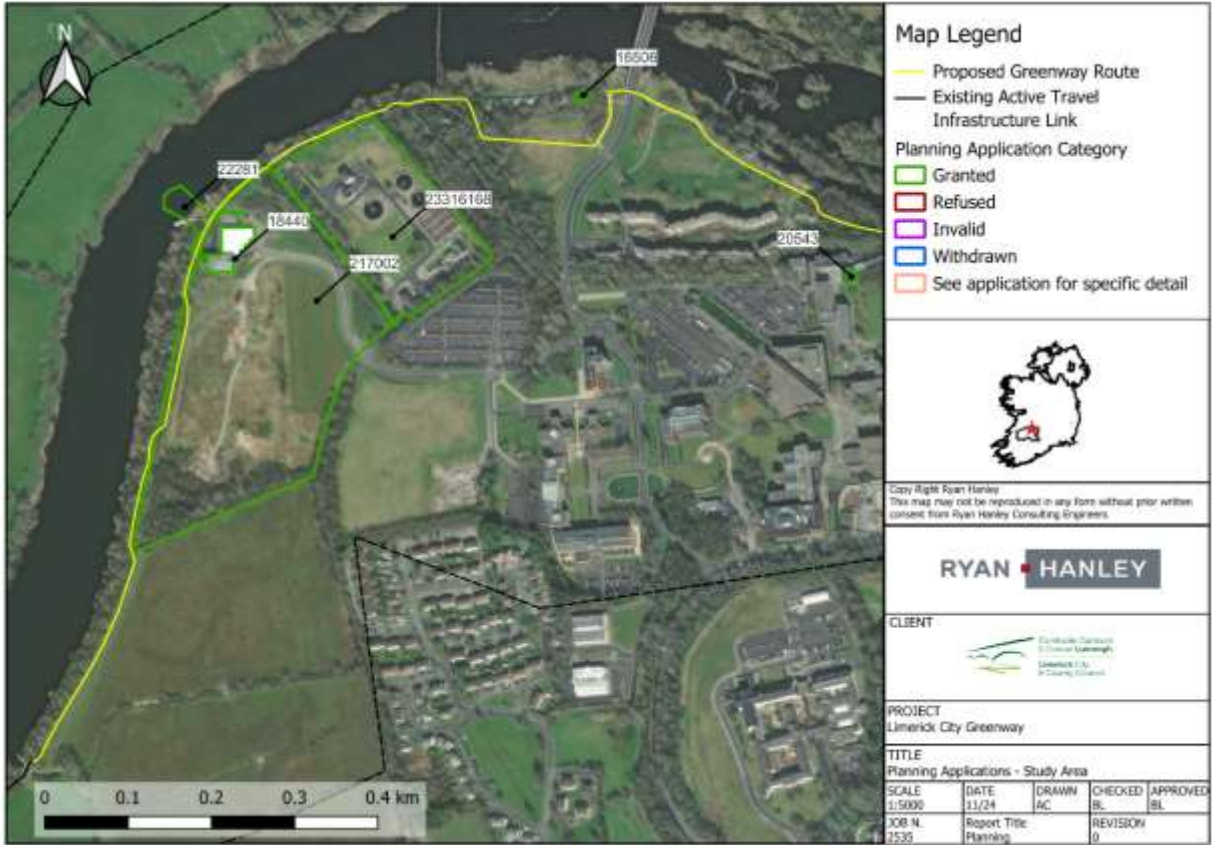 N
16608
22281
23316168
18440
217002
20543
0 0.1 0.2 0.3 0.4 km
Map Legend
Proposed Greenway Route
Existing Active Travel
Infrastructure Link
Planning Application Category
Granted
Refused
Invalid
Withdrawn
See application for specific detail
Copy Right Ryan Hanley
This map may not be reproduced in any form without prior written
consent from Ryan Hanley Consulting Engineers
RYAN HANLEY
CLIENT
Limerick City
& County Council
PROJECT
Limerick City Greenway
TITLE
Planning Applications - Study Area
SCALE DATE DRAWN CHECKED APPROVED
1:5000 11/24 AC BL BL
JOB N. Report Title REVISION
2535 Planning 0